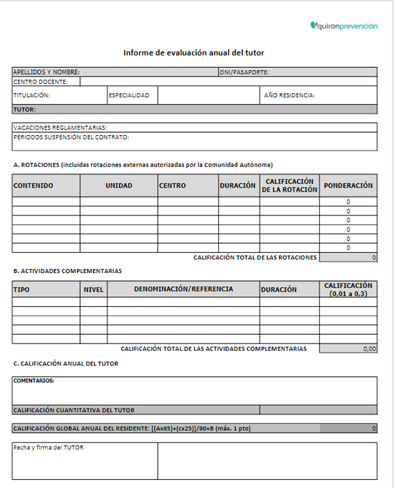 quironprevencion
Informe de evaluación anual del tutor
APELLIDOS Y NOMBRE: DNI/PASAPORTE:
CENTRO DOCENTE:
TITULACIÓN: ESPECIALIDAD AÑO RESIDENCIA:
TUTOR:
VACACIONES REGLAMENTARIAS:
PERIODOS SUSPENSIÓN DEL CONTRATO:
A. ROTACIONES (incluidas rotaciones externas autorizadas por la Comunidad Autónoma)
CONTENIDO UNIDAD CENTRO DURACIÓN CALIFICACIÓN DE LA ROTACIÓN PONDERACIÓN
0
0
0
0
0
0
CALIFICACIÓN TOTAL DE LAS ROTACIONES 0
B. ACTIVIDADES COMPLEMENTARIAS
TIPO NIVEL DENOMINACIÓN/REFERENCIA DURACIÓN CALIFICACIÓN (0,01 a 0,3)
CALIFICACIÓN TOTAL DE LAS ACTIVIDADES COMPLEMENTARIAS 0,00
C. CALIFICACIÓN ANUAL DEL TUTOR
COMENTARIOS:
CALIFICACIÓN CUANTITATIVA DEL TUTOR
CALIFICACIÓN GLOBAL ANUAL DEL RESIDENTE: [(Ax65)+(cx25)]/90+B (máx. 1 pto) 0
Fecha y firma del TUTOR